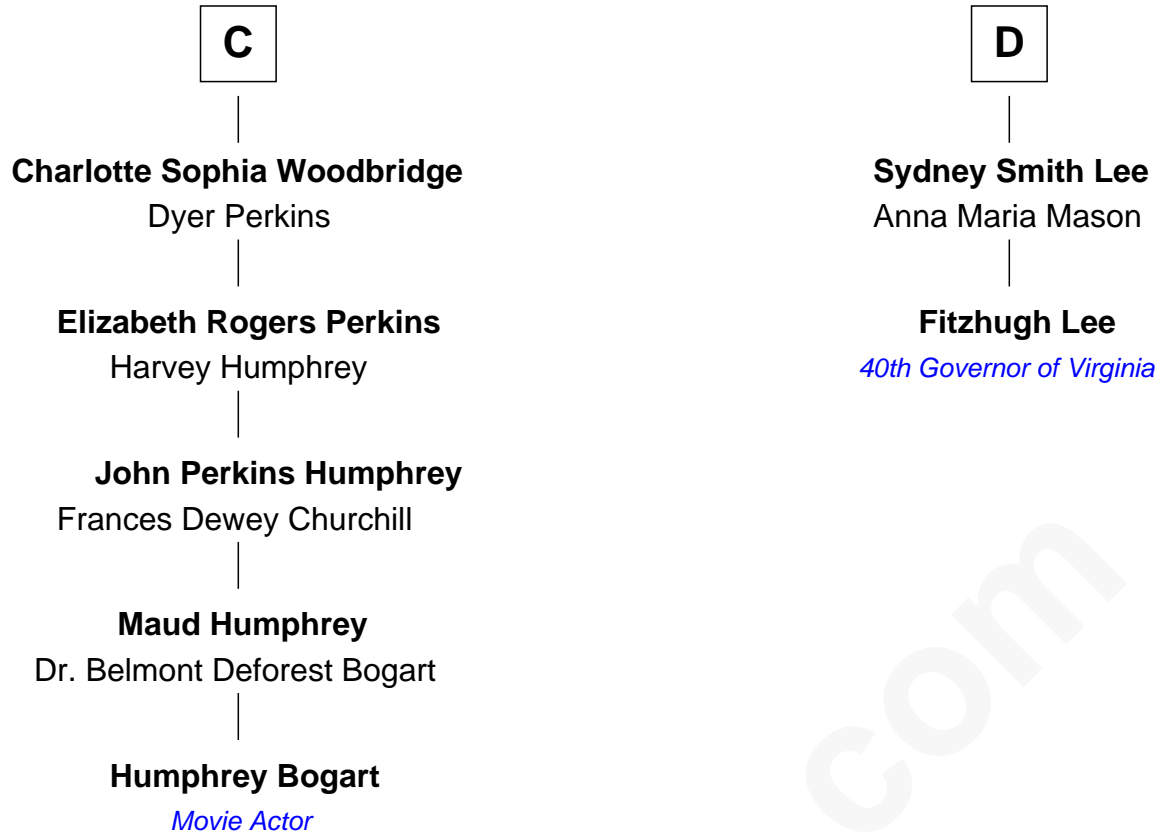 C
Charlotte Sophia Woodbridge
Dyer Perkins
Elizabeth Rogers Perkins
Harvey Humphrey
John Perkins Humphrey
Frances Dewey Churchill
Maud Humphrey
Dr. Belmont Deforest Bogart
Humphrey Bogart
Movie Actor
D
Sydney Smith Lee
Anna Maria Mason
Fitzhugh Lee
40th Governor of Virginia
com